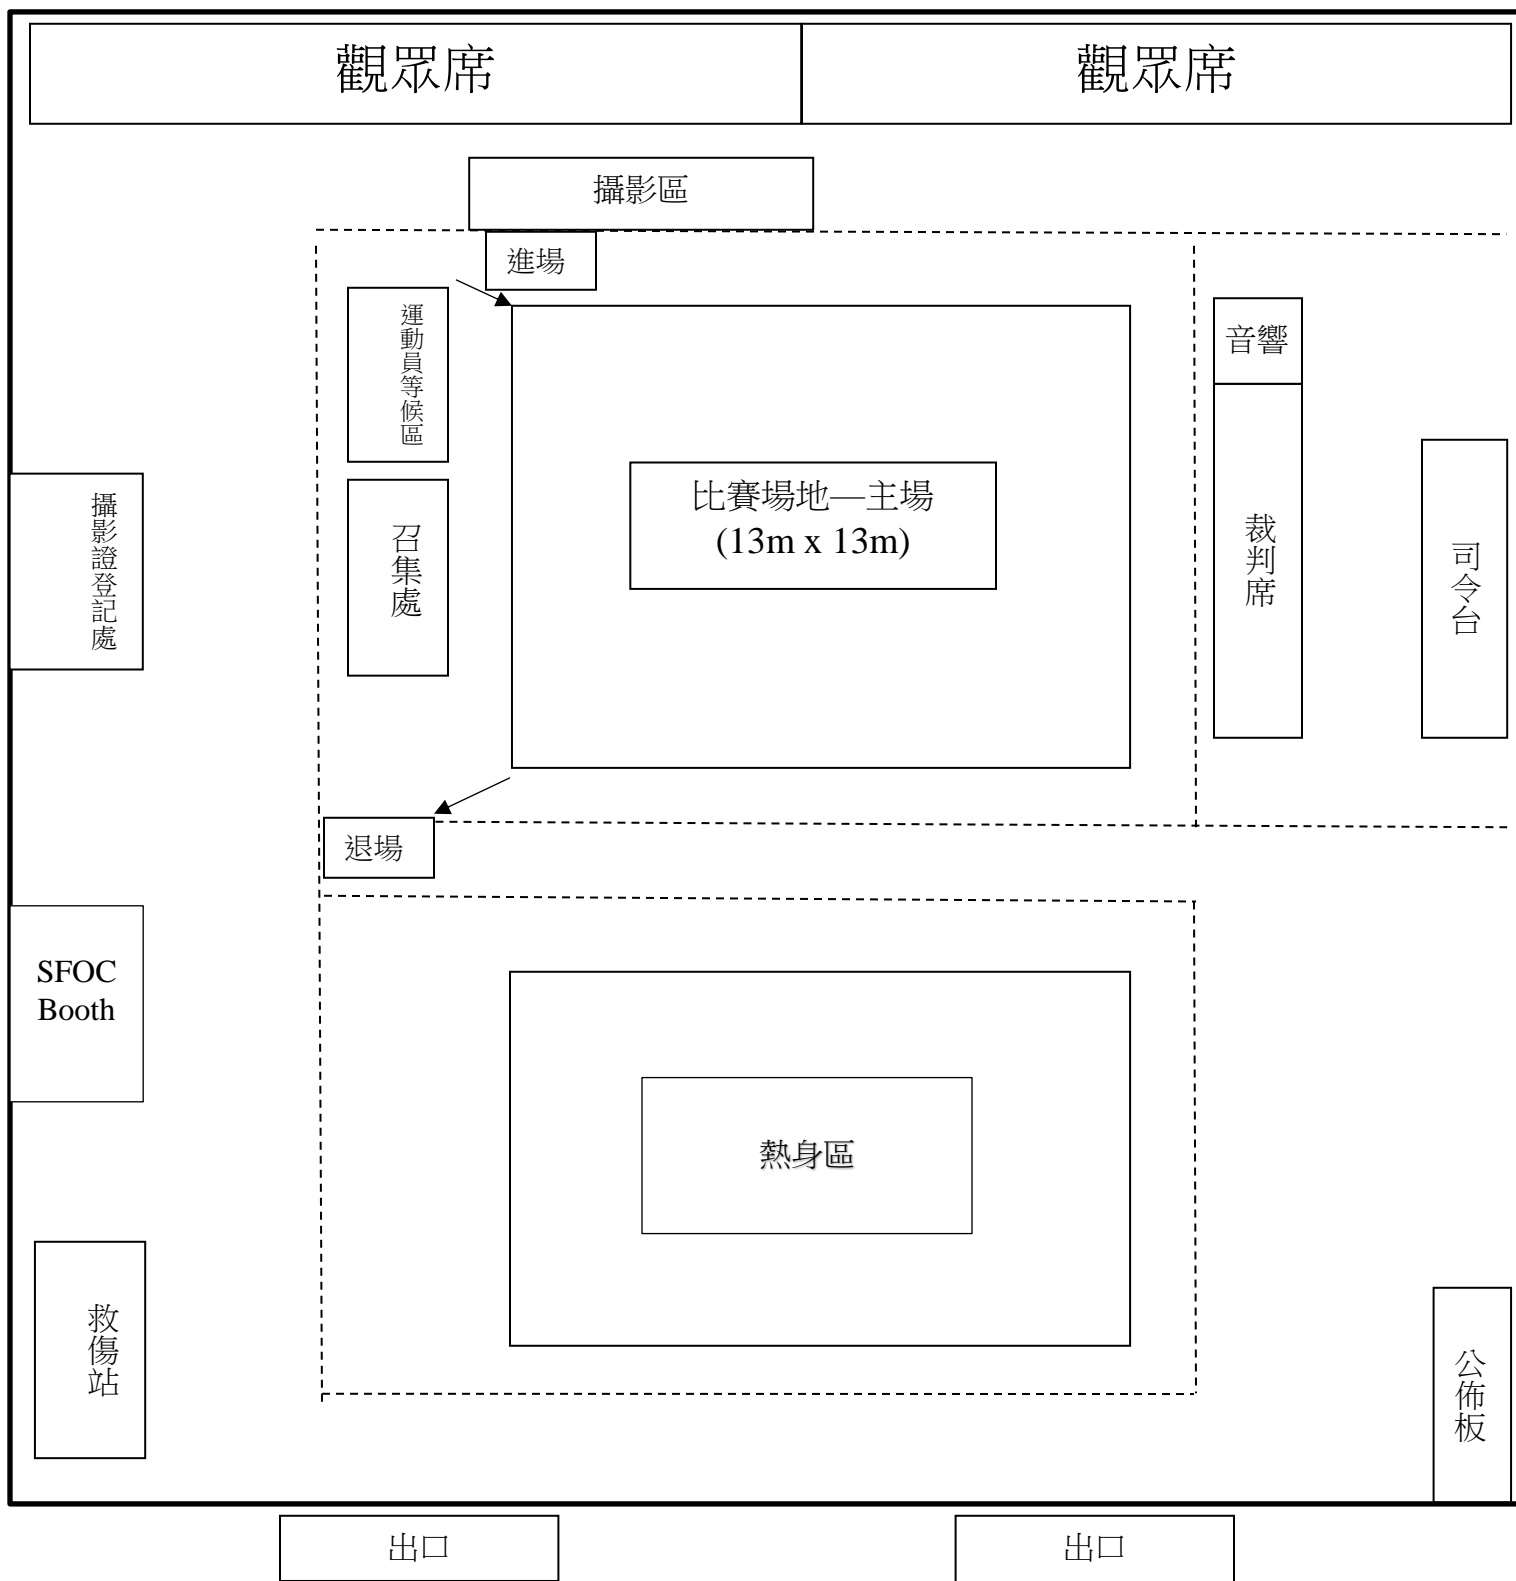 觀眾席
觀眾席
攝影區
進場
運動員等候區
音響
比賽場地—主場
(13m x 13m)
攝影證登記處
召集處
裁判席
司令台
退場
SFOC
Booth
熱身區
救傷站
公佈板
出口
出口